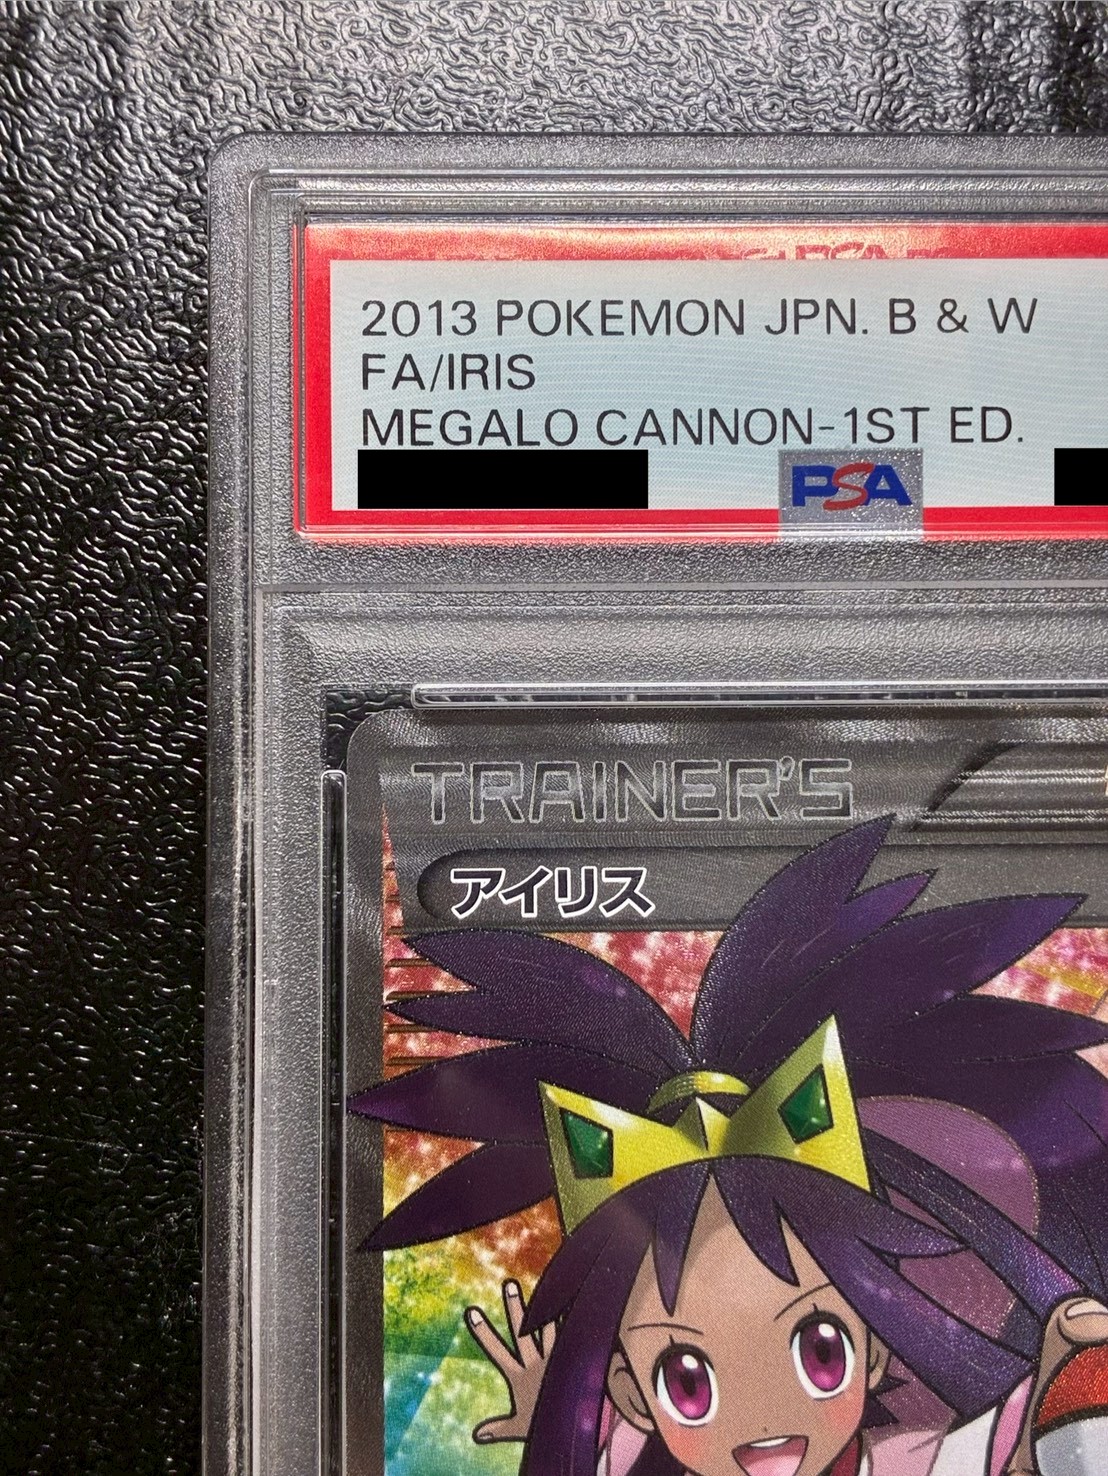 2013 POKEMON JPN. B & W
FA/IRIS
MEGALO CANNON-1ST ED.
PSA
TRAINER'S
アイリス